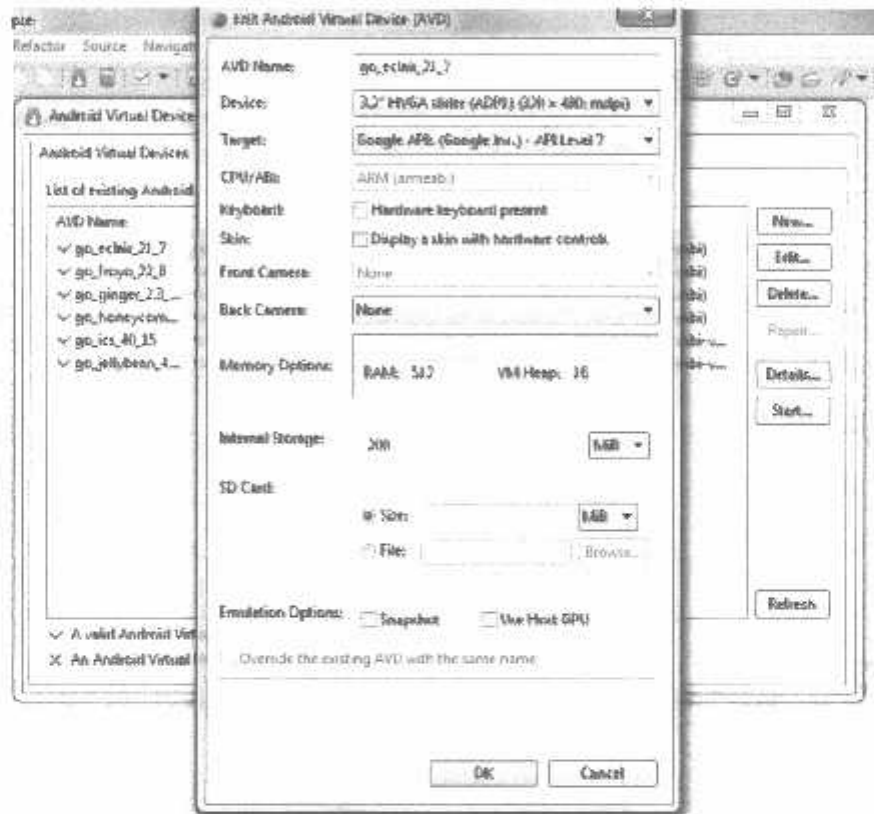 Edit Android Virtual Device (AVD)
Refactor Source Navigat
AVD Name: go_eclair_21_7
Device: 3.2" HVGA slider (ADP1) (320 × 480: mdpi)
Target: Google APIs (Google Inc.) - API Level 7
CPU/ABI: ARM (armeabi)
Keyboard: Hardware keyboard present
Skin: Display a skin with hardware controls
Front Camera: None
Back Camera: None
Memory Options: RAM: 512 VM Heap: 16
Internal Storage: 200 MiB
SD Card:
Size: MiB
File: Browse...
Emulation Options: Snapshot Use Host GPU
Override the existing AVD with the same name
OK Cancel
Android Virtual Device
Android Virtual Devices
List of existing Android
AVD Name
go_eclair_21_7
go_froyo_22_8
go_ginger_23_...
go_honeycom...
go_ics_40_15
go_jellybean_4...
A valid Android Virt
An Android Virtual
New...
Edit...
Delete...
Repair...
Details...
Start...
Refresh